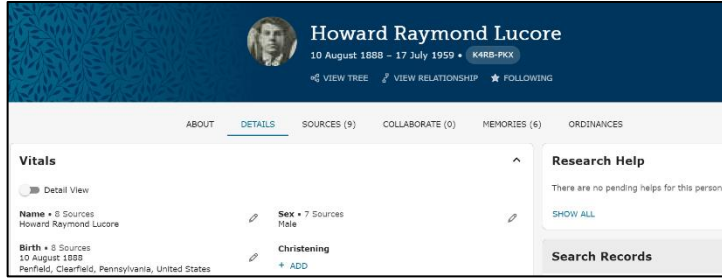 Howard Raymond Lucore
10 August 1888 – 17 July 1959 • K4RB-PKX
VIEW TREE VIEW RELATIONSHIP FOLLOWING
ABOUT DETAILS SOURCES (9) COLLABORATE (0) MEMORIES (6) ORDINANCES
Vitals
Detail View
Name • 8 Sources
Howard Raymond Lucore
Sex • 7 Sources
Male
Birth • 8 Sources
10 August 1888
Penfield, Clearfield, Pennsylvania, United States
Christening
+ ADD
Research Help
There are no pending helps for this person
SHOW ALL
Search Records